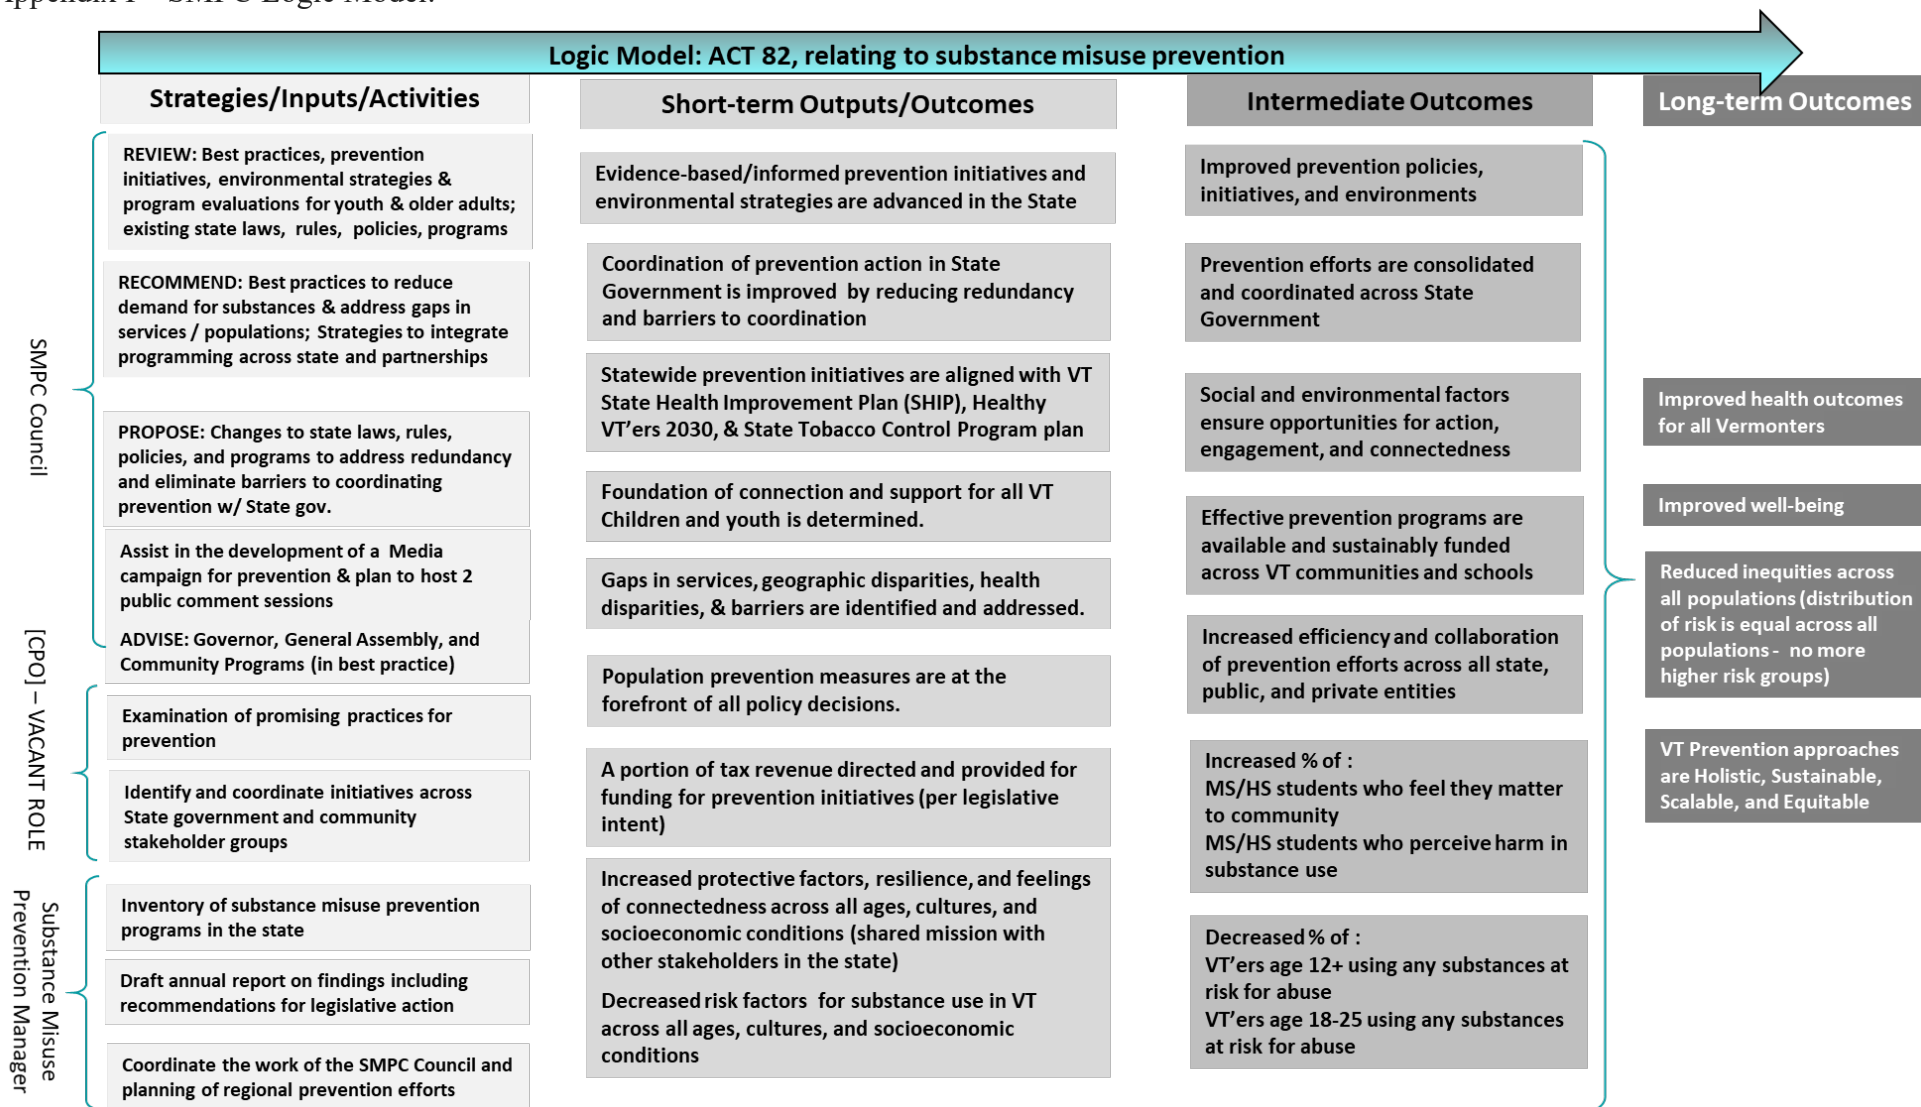 Appendix I – SMPC Logic Model.
Logic Model: ACT 82, relating to substance misuse prevention
Strategies/Inputs/Activities
SMPC Council
REVIEW: Best practices, prevention
initiatives, environmental strategies &
program evaluations for youth & older adults;
existing state laws, rules, policies, programs
RECOMMEND: Best practices to reduce
demand for substances & address gaps in
services / populations; Strategies to integrate
programming across state and partnerships
PROPOSE: Changes to state laws, rules,
policies, and programs to address redundancy
and eliminate barriers to coordinating
prevention w/ State gov.
Assist in the development of a Media
campaign for prevention & plan to host 2
public comment sessions
ADVISE: Governor, General Assembly, and
Community Programs (in best practice)
[CPO] – VACANT ROLE
Examination of promising practices for
prevention
Identify and coordinate initiatives across
State government and community
stakeholder groups
Substance Misuse
Prevention Manager
Inventory of substance misuse prevention
programs in the state
Draft annual report on findings including
recommendations for legislative action
Coordinate the work of the SMPC Council and
planning of regional prevention efforts
Short-term Outputs/Outcomes
Evidence-based/informed prevention initiatives and
environmental strategies are advanced in the State
Coordination of prevention action in State
Government is improved by reducing redundancy
and barriers to coordination
Statewide prevention initiatives are aligned with VT
State Health Improvement Plan (SHIP), Healthy
VT’ers 2030, & State Tobacco Control Program plan
Foundation of connection and support for all VT
Children and youth is determined.
Gaps in services, geographic disparities, health
disparities, & barriers are identified and addressed.
Population prevention measures are at the
forefront of all policy decisions.
A portion of tax revenue directed and provided for
funding for prevention initiatives (per legislative
intent)
Increased protective factors, resilience, and feelings
of connectedness across all ages, cultures, and
socioeconomic conditions (shared mission with
other stakeholders in the state)
Decreased risk factors for substance use in VT
across all ages, cultures, and socioeconomic
conditions
Intermediate Outcomes
Improved prevention policies,
initiatives, and environments
Prevention efforts are consolidated
and coordinated across State
Government
Social and environmental factors
ensure opportunities for action,
engagement, and connectedness
Effective prevention programs are
available and sustainably funded
across VT communities and schools
Increased efficiency and collaboration
of prevention efforts across all state,
public, and private entities
Increased % of :
MS/HS students who feel they matter
to community
MS/HS students who perceive harm in
substance use
Decreased % of :
VT’ers age 12+ using any substances at
risk for abuse
VT’ers age 18-25 using any substances
at risk for abuse
Long-term Outcomes
Improved health outcomes
for all Vermonters
Improved well-being
Reduced inequities across
all populations (distribution
of risk is equal across all
populations - no more
higher risk groups)
VT Prevention approaches
are Holistic, Sustainable,
Scalable, and Equitable